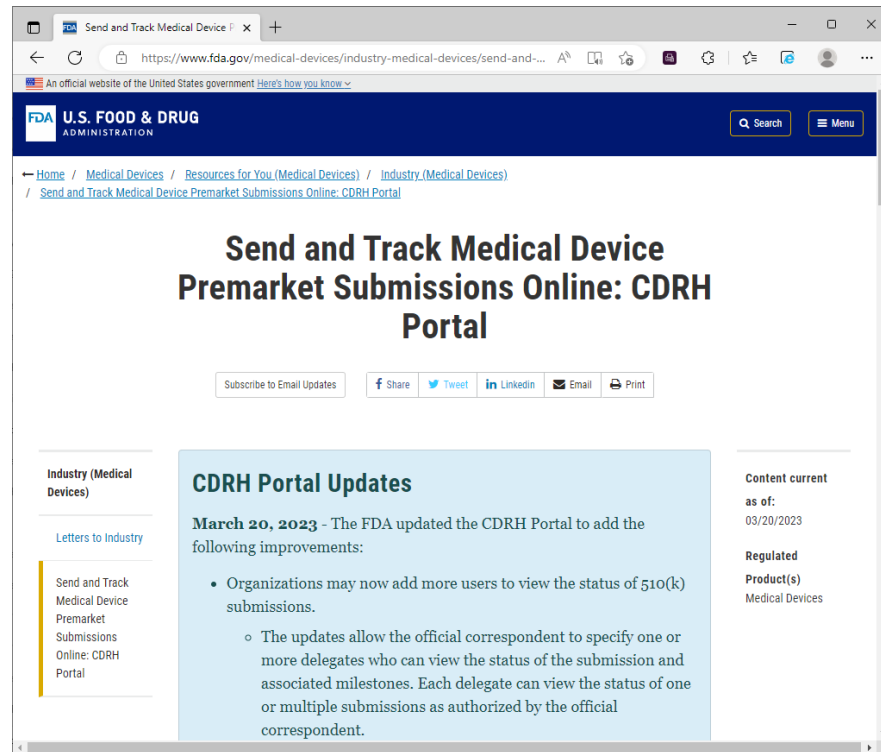 Send and Track Medical Device P
https://www.fda.gov/medical-devices/industry-medical-devices/send-and-...
An official website of the United States government Here's how you know
FDA U.S. FOOD & DRUG
ADMINISTRATION
Search
Menu
Home / Medical Devices / Resources for You (Medical Devices) / Industry (Medical Devices)
/ Send and Track Medical Device Premarket Submissions Online: CDRH Portal
Send and Track Medical Device
Premarket Submissions Online: CDRH
Portal
Subscribe to Email Updates
Share
Tweet
in Linkedin
Email
Print
Industry (Medical
Devices)
Letters to Industry
Send and Track
Medical Device
Premarket
Submissions
Online: CDRH
Portal
CDRH Portal Updates
March 20, 2023 - The FDA updated the CDRH Portal to add the
following improvements:
• Organizations may now add more users to view the status of 510(k)
submissions.
◦ The updates allow the official correspondent to specify one or
more delegates who can view the status of the submission and
associated milestones. Each delegate can view the status of one
or multiple submissions as authorized by the official
correspondent.
Content current
as of:
03/20/2023
Regulated
Product(s)
Medical Devices